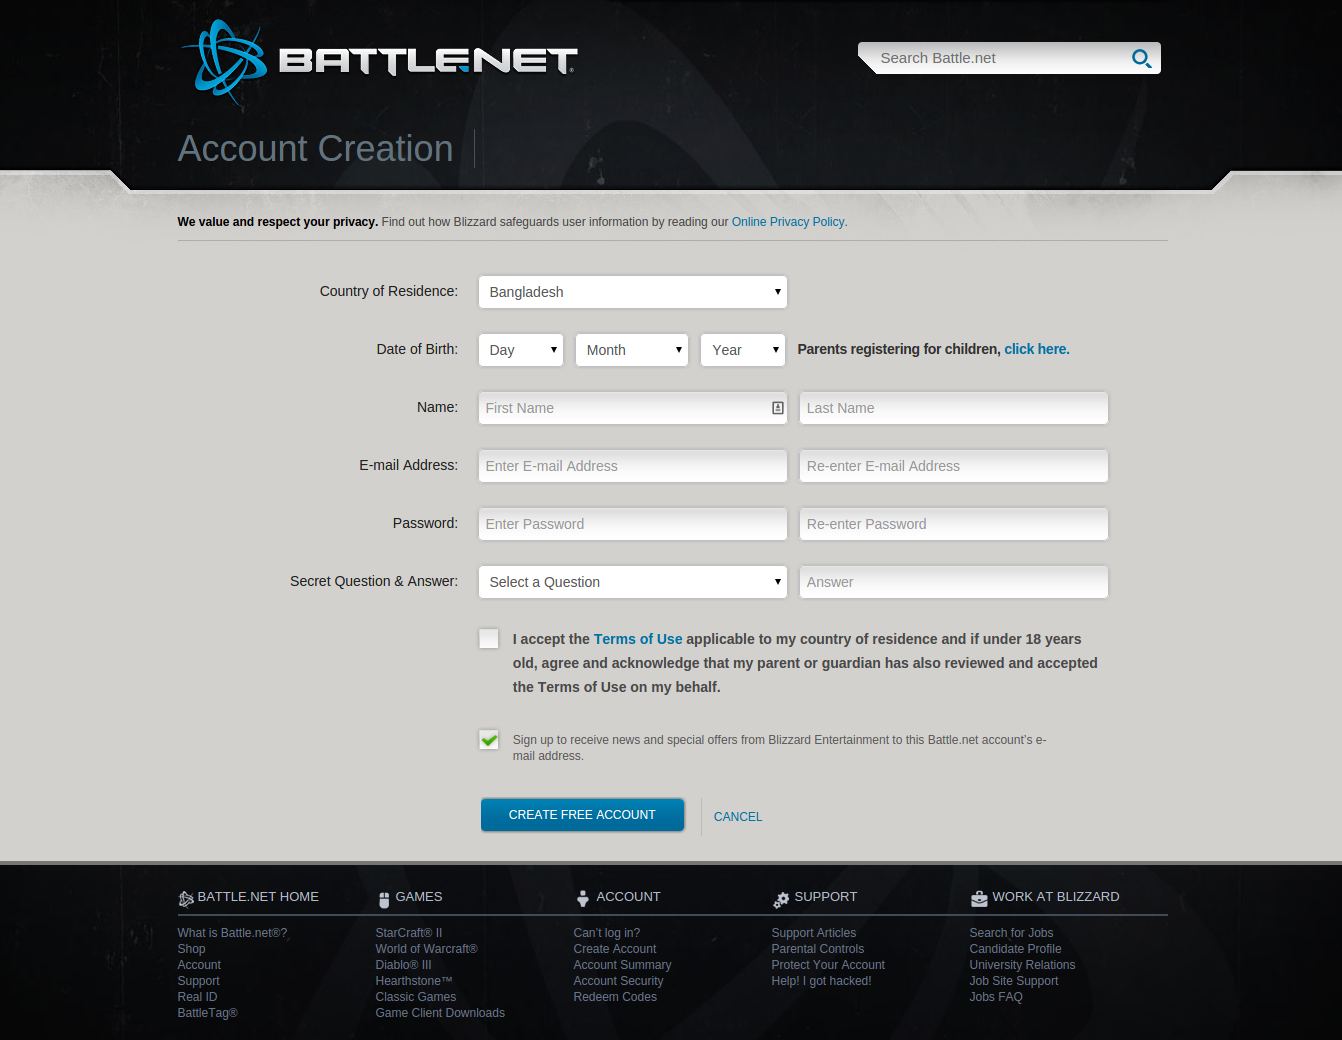 BATTLE.NET®
Search Battle.net
Account Creation
We value and respect your privacy. Find out how Blizzard safeguards user information by reading our Online Privacy Policy.
Country of Residence: Bangladesh
Date of Birth: Day Month Year Parents registering for children, click here.
Name: First Name Last Name
E-mail Address: Enter E-mail Address Re-enter E-mail Address
Password: Enter Password Re-enter Password
Secret Question & Answer: Select a Question Answer
I accept the Terms of Use applicable to my country of residence and if under 18 years
old, agree and acknowledge that my parent or guardian has also reviewed and accepted
the Terms of Use on my behalf.
Sign up to receive news and special offers from Blizzard Entertainment to this Battle.net account’s e-
mail address.
CREATE FREE ACCOUNT CANCEL
BATTLE.NET HOME
What is Battle.net®?
Shop
Account
Support
Real ID
BattleTag®
GAMES
StarCraft® II
World of Warcraft®
Diablo® III
Hearthstone™
Classic Games
Game Client Downloads
ACCOUNT
Can’t log in?
Create Account
Account Summary
Account Security
Redeem Codes
SUPPORT
Support Articles
Parental Controls
Protect Your Account
Help! I got hacked!
WORK AT BLIZZARD
Search for Jobs
Candidate Profile
University Relations
Job Site Support
Jobs FAQ